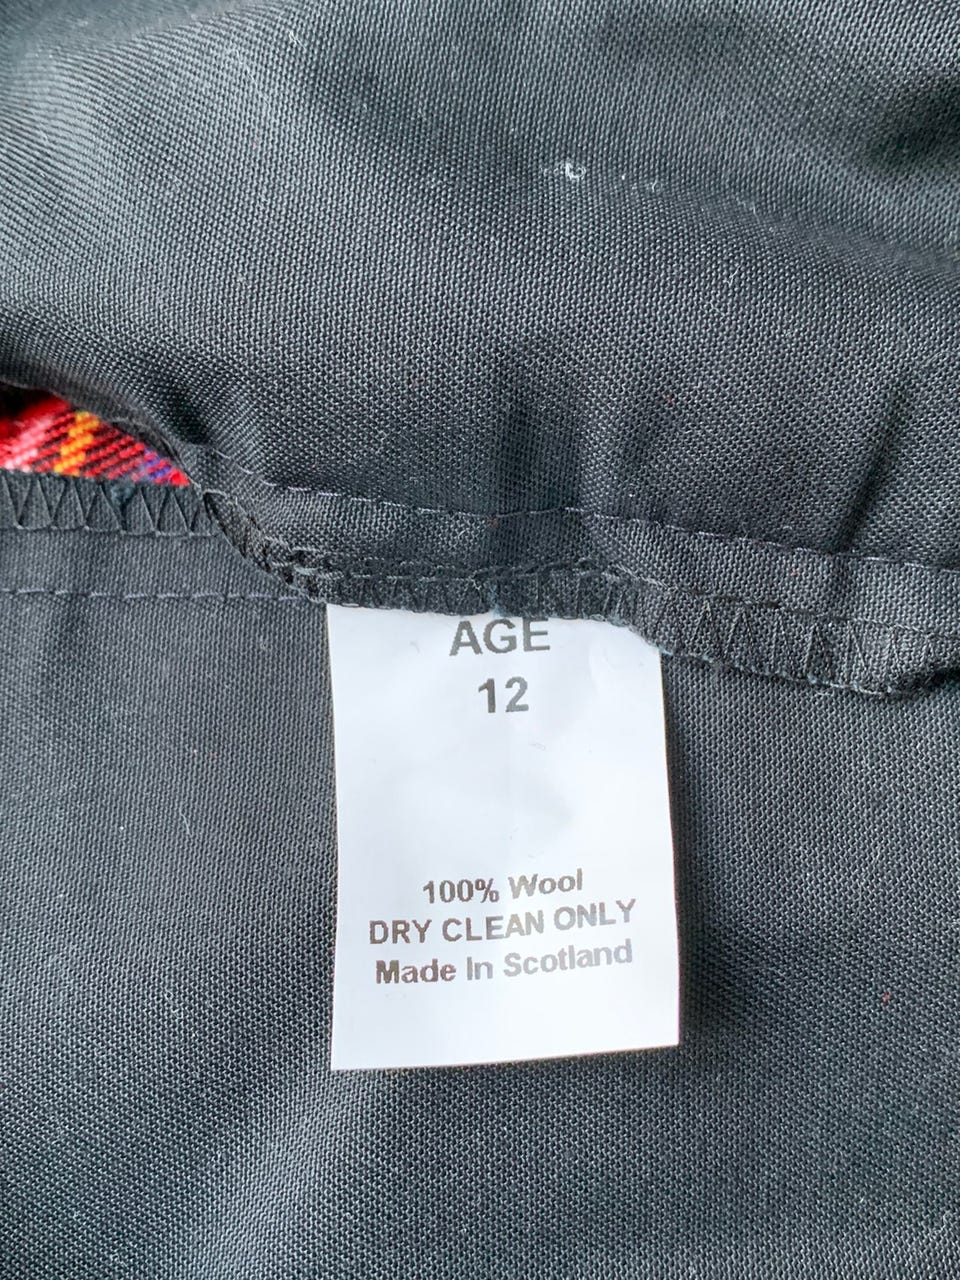 AGE
12
100% Wool
DRY CLEAN ONLY
Made In Scotland